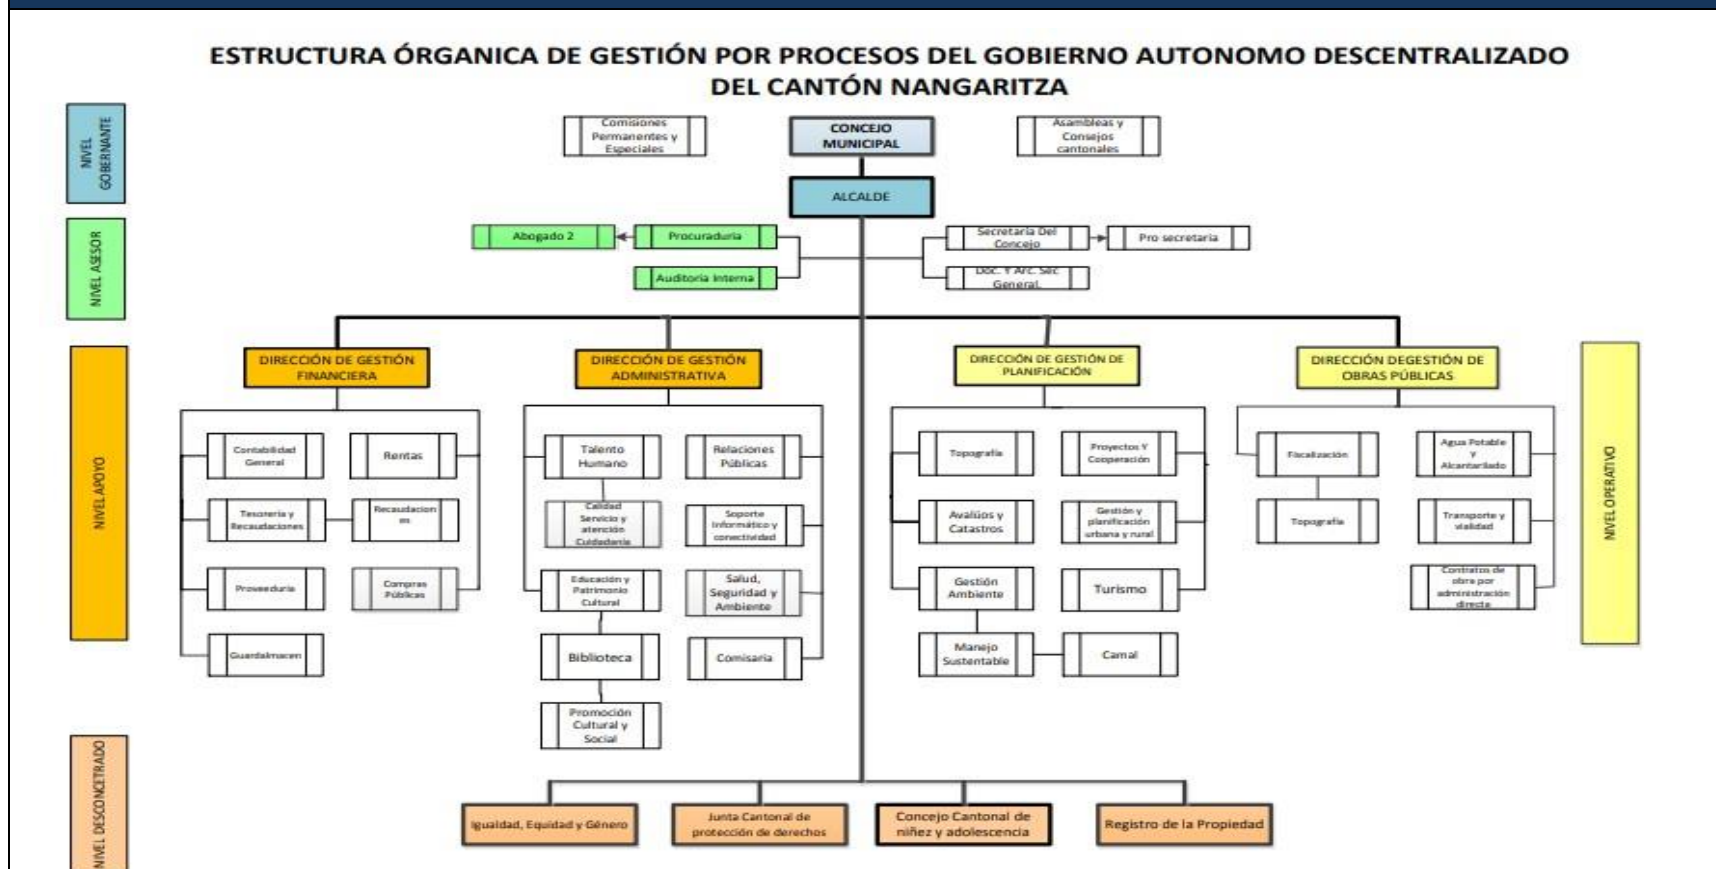 ESTRUCTURA ÓRGANICA DE GESTIÓN POR PROCESOS DEL GOBIERNO AUTONOMO DESCENTRALIZADO
DEL CANTÓN NANGARITZA
NIVEL
GOBERNANTE
Comisiones
Permanentes y
Especiales
CONCEJO
MUNICIPAL
Asambleas y
Consejos
cantonales
ALCALDE
NIVEL ASESOR
Abogado 2
Procuraduria
Secretaria Del
Concejo
Pro secretaria
Auditoria Interna
Doc. Y Arc. Sec
General.
NIVEL APOYO
DIRECCIÓN DE GESTIÓN
FINANCIERA
DIRECCIÓN DE GESTIÓN
ADMINISTRATIVA
DIRECCIÓN DE GESTIÓN DE
PLANIFICACIÓN
DIRECCIÓN DEGESTIÓN DE
OBRAS PÚBLICAS
NIVEL OPERATIVO
Contabilidad
General
Rentas
Tesoreria y
Recaudaciones
Recaudacion
es
Proveeduria
Compras
Públicas
Guardalmacen
Talento
Humano
Relaciones
Públicas
Calidad
Servicio y
atención
Cuidadanía
Soporte
Informático y
conectividad
Educación y
Patrimonio
Cultural
Salud,
Seguridad y
Ambiente
Biblioteca
Comisaria
Promoción
Cultural y
Social
Topografía
Proyectos Y
Cooperación
Avalúos y
Catastros
Gestión y
planificación
urbana y rural
Gestión
Ambiente
Turismo
Manejo
Sustentable
Camal
Fiscalización
Agua Potable
y
Alcantarilado
Topografía
Transporte y
vialidad
Contratos de
obra por
administración
directa
NIVEL DESCONCETRADO
Igualdad, Equidad y Género
Junta Cantonal de
protección de derechos
Concejo Cantonal de
niñez y adolescencia
Registro de la Propiedad